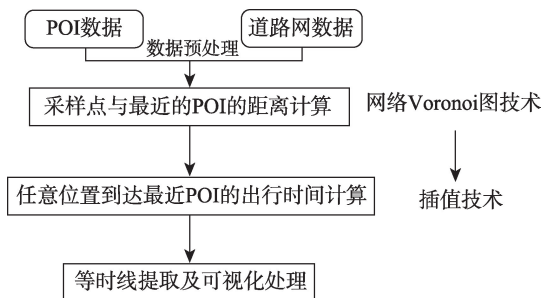 POI数据
道路网数据
数据预处理
采样点与最近的POI的距离计算
网络Voronoi图技术
任意位置到达最近POI的出行时间计算
插值技术
等时线提取及可视化处理